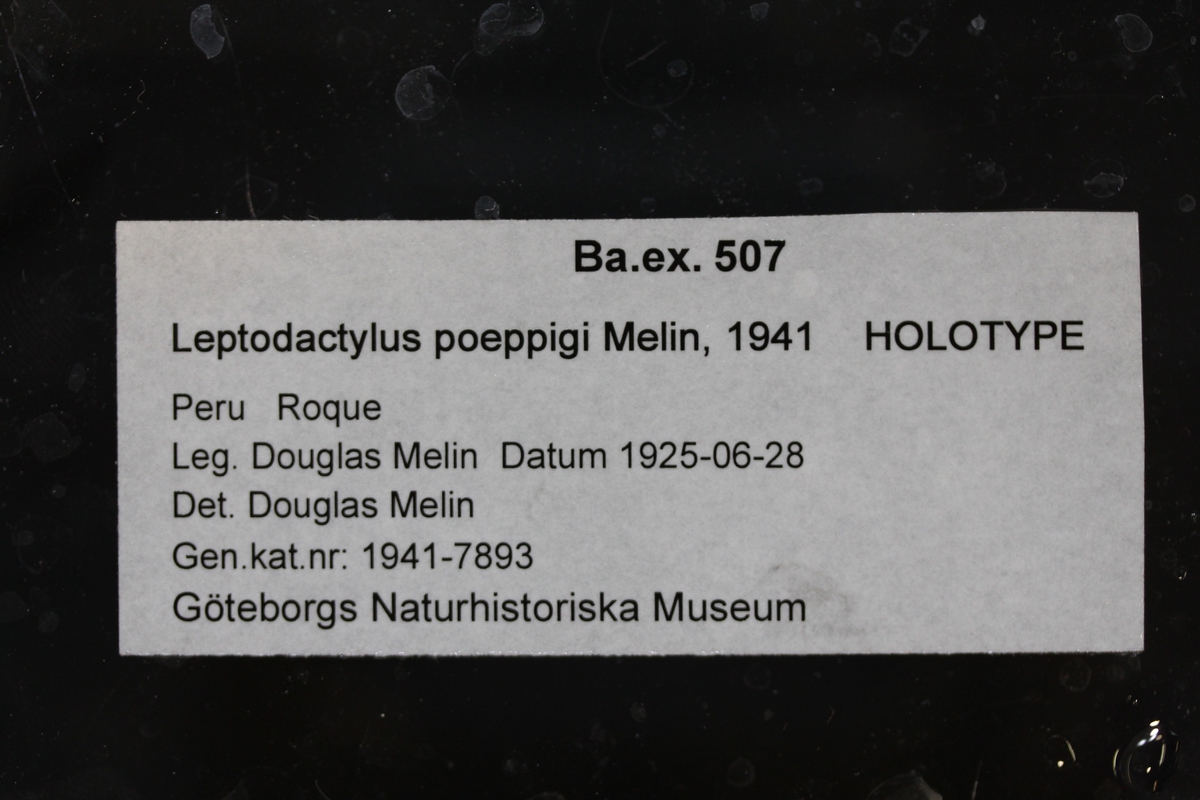 Ba.ex. 507
Leptodactylus poeppigi Melin, 1941 HOLOTYPE
Peru Roque
Leg. Douglas Melin Datum 1925-06-28
Det. Douglas Melin
Gen.kat.nr: 1941-7893
Göteborgs Naturhistoriska Museum